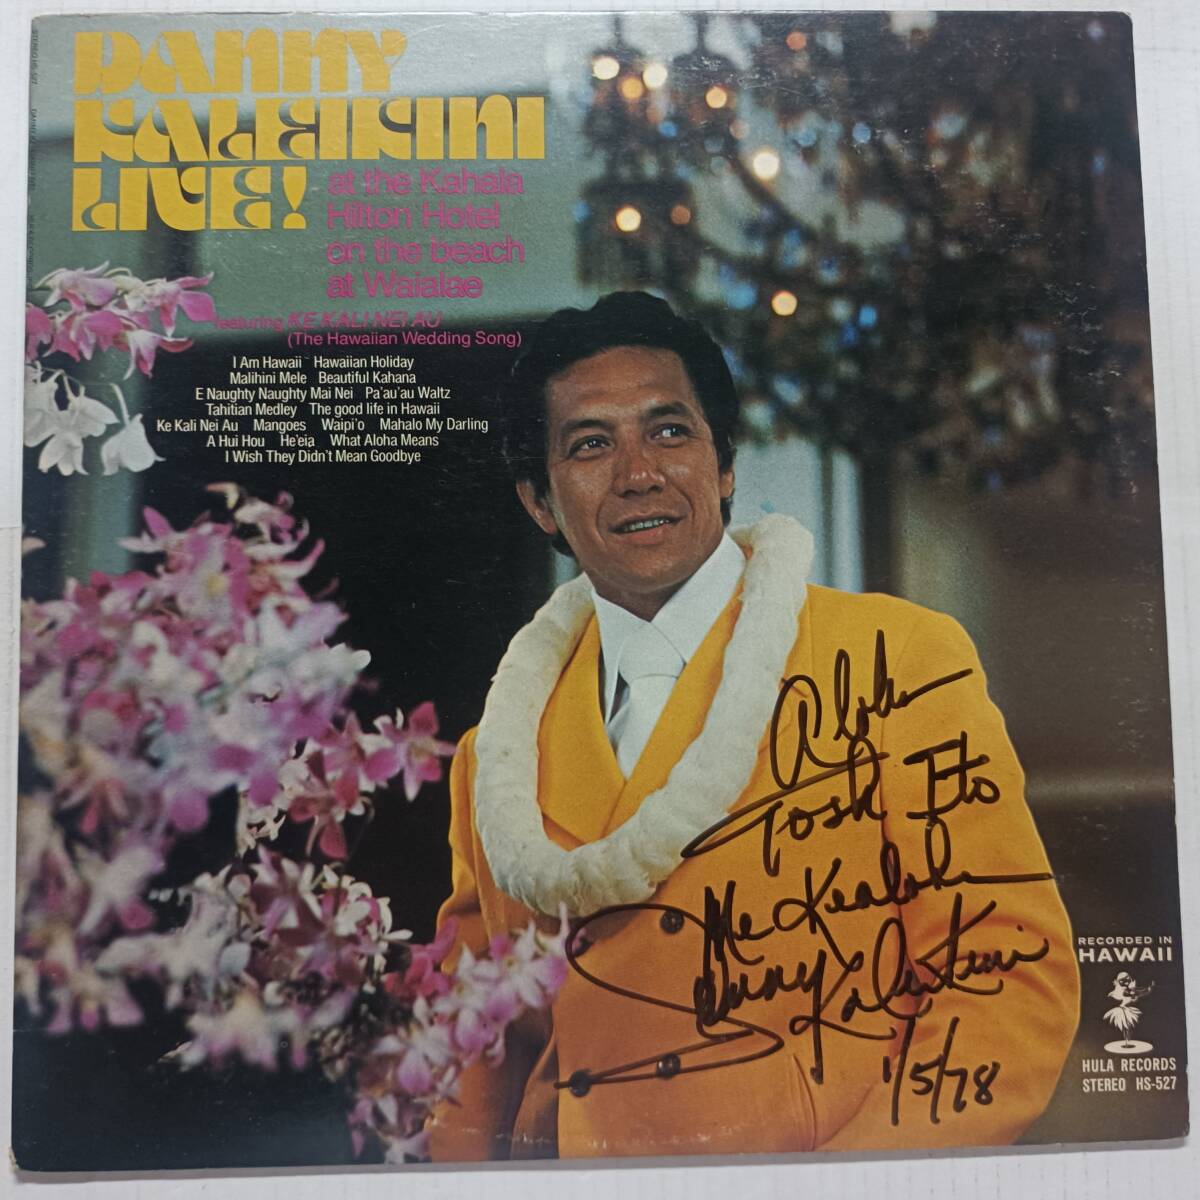 DANNY
KALEIKINI
LIVE!
at the Kahala
Hilton Hotel
on the beach
at Waialae
featuring KE KALI NEI AU
(The Hawaiian Wedding Song)
I Am Hawaii Hawaiian Holiday
Malihini Mele Beautiful Kahana
E Naughty Naughty Mai Nei Pa'au'au Waltz
Tahitian Medley The good life in Hawaii
Ke Kali Nei Au Mangoes Waipi'o Mahalo My Darling
A Hui Hou He'eia What Aloha Means
I Wish They Didn't Mean Goodbye
Aloha
Tosh Ito
Me Kealoha
Danny Kaleikini
1/5/78
RECORDED IN
HAWAII
HULA RECORDS
STEREO HS-527